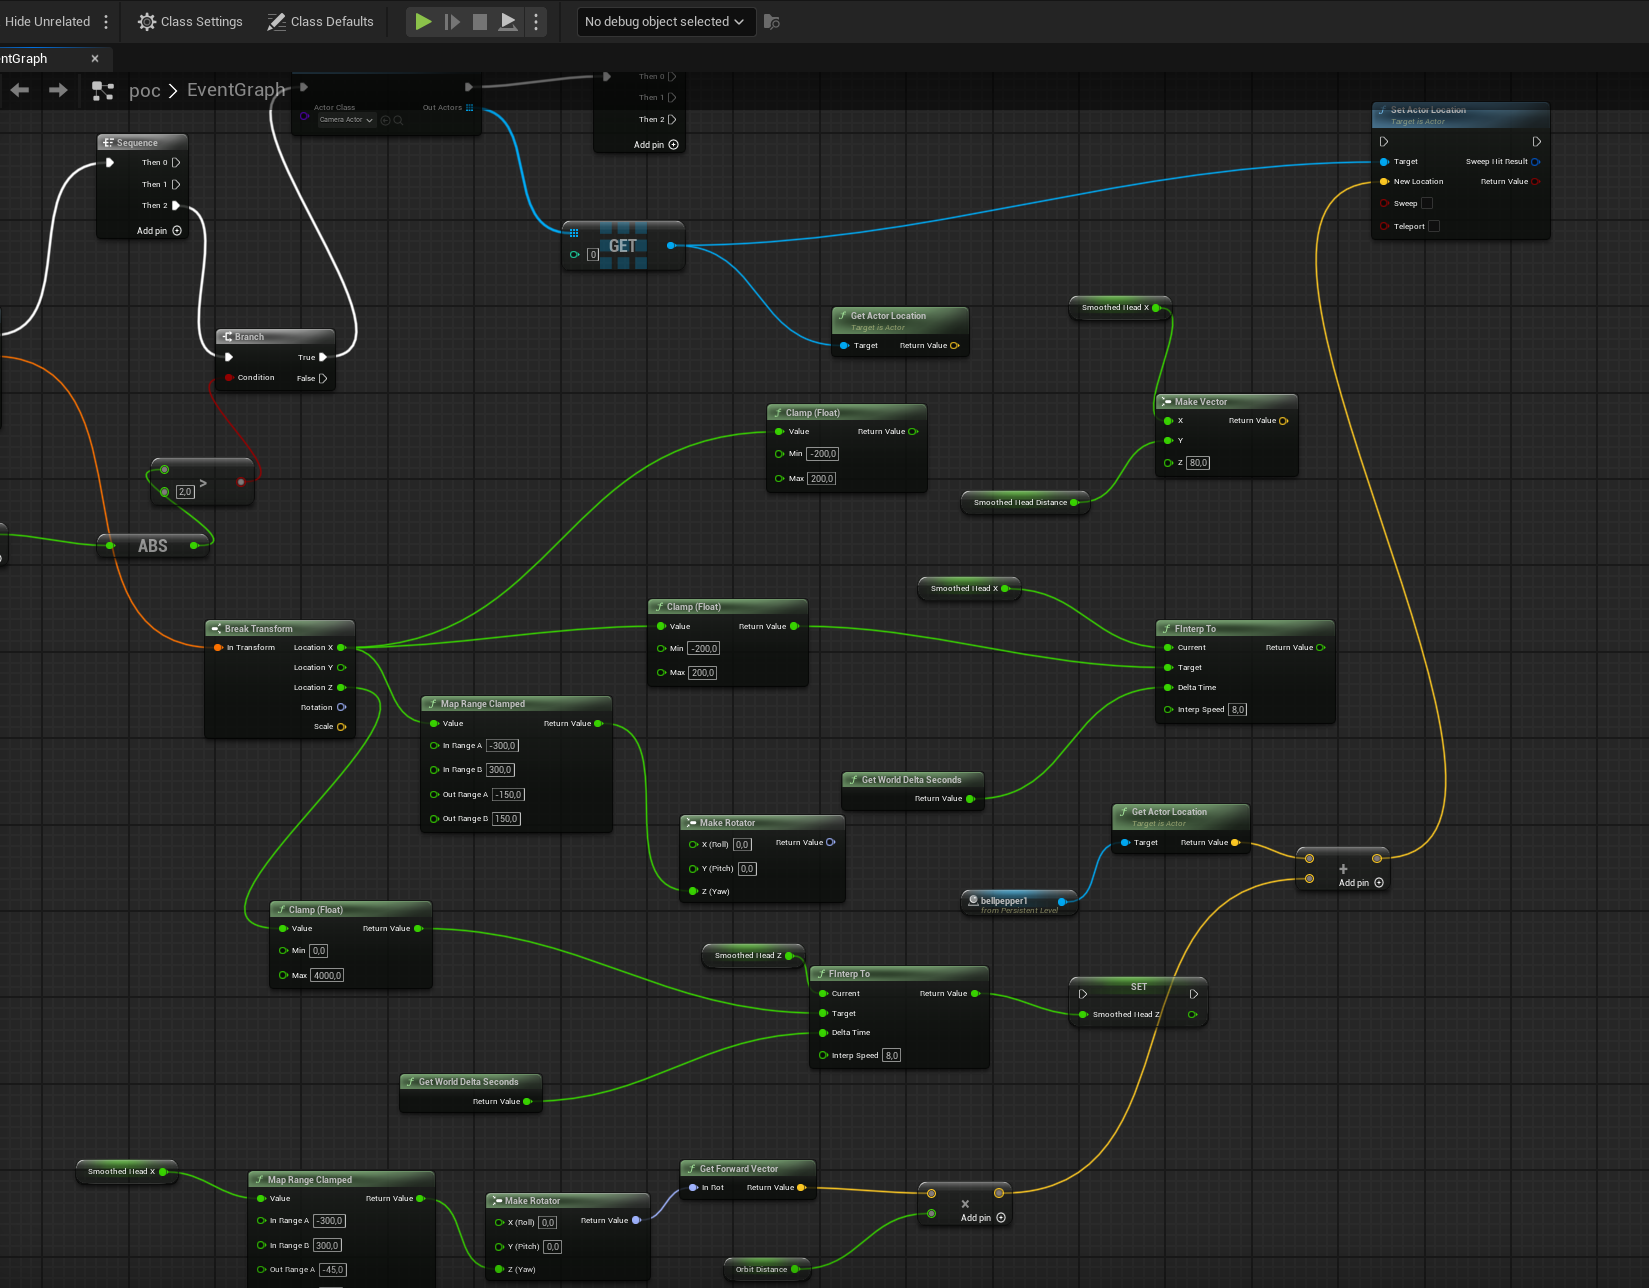 Hide Unrelated
Class Settings
Class Defaults
No debug object selected
ntGraph
poc > EventGraph
Actor Class
Camera Actor
Out Actors
Then 0
Then 1
Then 2
Add pin
Sequence
Then 0
Then 1
Then 2
Add pin
Set Actor Location
Target is Actor
Target
Sweep Hit Result
New Location
Return Value
Sweep
Teleport
GET
0
Branch
True
Condition
False
Get Actor Location
Target is Actor
Target
Return Value
Smoothed Head X
Clamp (Float)
Value
Return Value
Min -200,0
Max 200,0
Make Vector
X
Return Value
Y
Z 80,0
Smoothed Head Distance
>
2,0
ABS
Smoothed Head X
Break Transform
In Transform
Location X
Location Y
Location Z
Rotation
Scale
Clamp (Float)
Value
Return Value
Min -200,0
Max 200,0
FInterp To
Current
Return Value
Target
Delta Time
Interp Speed 8,0
Map Range Clamped
Value
Return Value
In Range A -300,0
In Range B 300,0
Out Range A -150,0
Out Range B 150,0
Get World Delta Seconds
Return Value
Make Rotator
X (Roll) 0,0
Return Value
Y (Pitch) 0,0
Z (Yaw)
Get Actor Location
Target is Actor
Target
Return Value
+
Add pin
bellpepper1
from Persistent Level
Clamp (Float)
Value
Return Value
Min 0,0
Max 4000,0
Smoothed Head Z
FInterp To
Current
Return Value
Target
Delta Time
Interp Speed 8,0
SET
Smoothed Head Z
Get World Delta Seconds
Return Value
Smoothed Head X
Map Range Clamped
Value
Return Value
In Range A -300,0
In Range B 300,0
Out Range A -45,0
Make Rotator
X (Roll) 0,0
Return Value
Y (Pitch) 0,0
Z (Yaw)
Get Forward Vector
In Rot
Return Value
×
Add pin
Orbit Distance